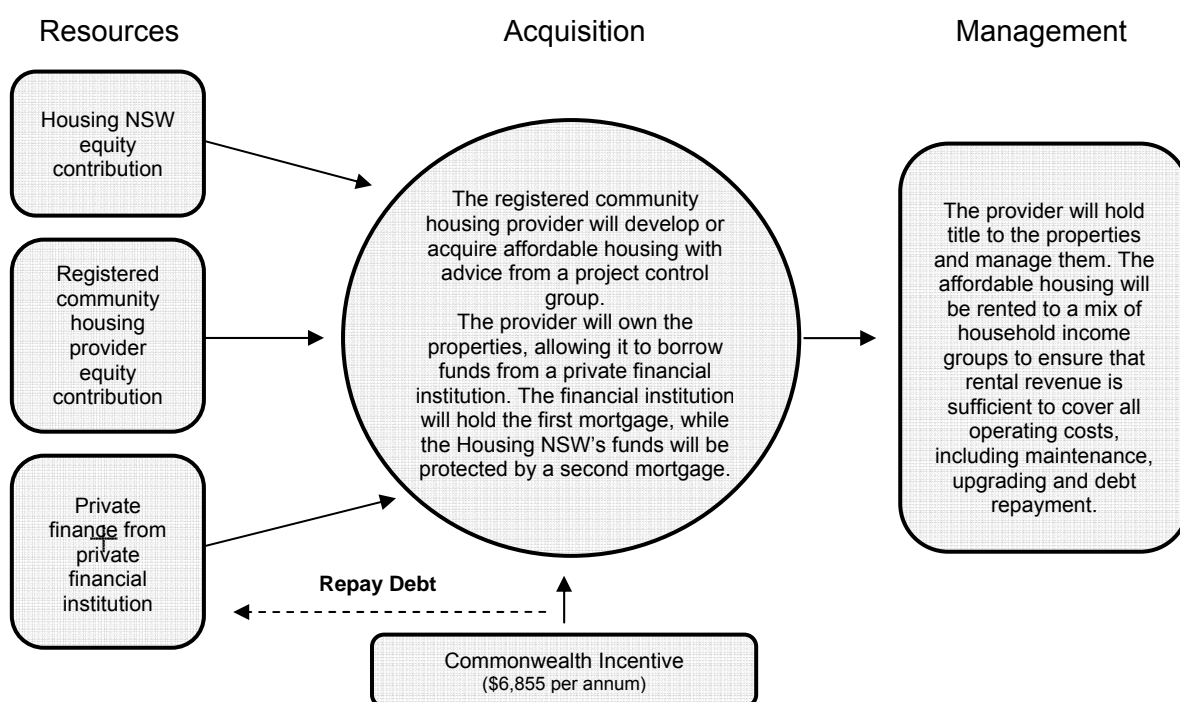 Resources
Acquisition
Management
Housing NSW
equity
contribution
Registered
community
housing
provider
equity
contribution
Private
finance from
private
financial
institution
The registered community
housing provider will develop or
acquire affordable housing with
advice from a project control
group.
The provider will own the
properties, allowing it to borrow
funds from a private financial
institution. The financial institution
will hold the first mortgage, while
the Housing NSW’s funds will be
protected by a second mortgage.
The provider will hold
title to the properties
and manage them. The
affordable housing will
be rented to a mix of
household income
groups to ensure that
rental revenue is
sufficient to cover all
operating costs,
including maintenance,
upgrading and debt
repayment.
Repay Debt
Commonwealth Incentive
($6,855 per annum)